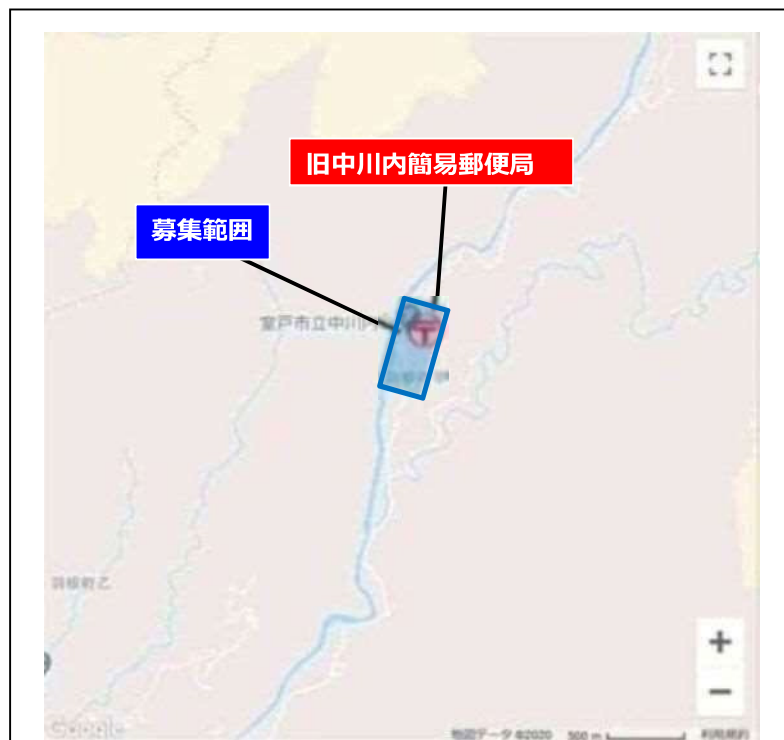 旧中川内簡易郵便局
募集範囲
室戸市立中川内
羽根町乙
Google
地図データ ©2020
500 m
利用規約